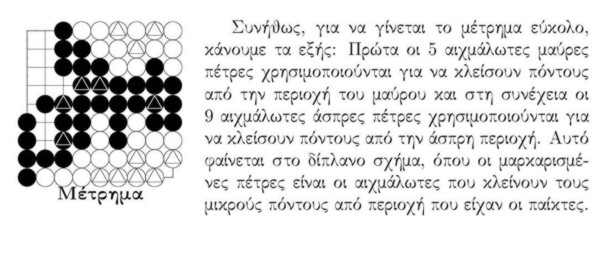 Συνήθως, για να γίνεται το μέτρημα εύκολο,
κάνουμε τα εξής: Πρώτα οι 5 αιχμάλωτες μαύρες
πέτρες χρησιμοποιούνται για να κλείσουν πόντους
από την περιοχή του μαύρου και στη συνέχεια οι
9 αιχμάλωτες άσπρες πέτρες χρησιμοποιούνται για
να κλείσουν πόντους από την άσπρη περιοχή. Αυτό
φαίνεται στο δίπλανο σχήμα, όπου οι μαρκαρισμέ-
νες πέτρες είναι οι αιχμάλωτες που κλείνουν τους
μικρούς πόντους από περιοχή που είχαν οι παίκτες.
Μέτρημα